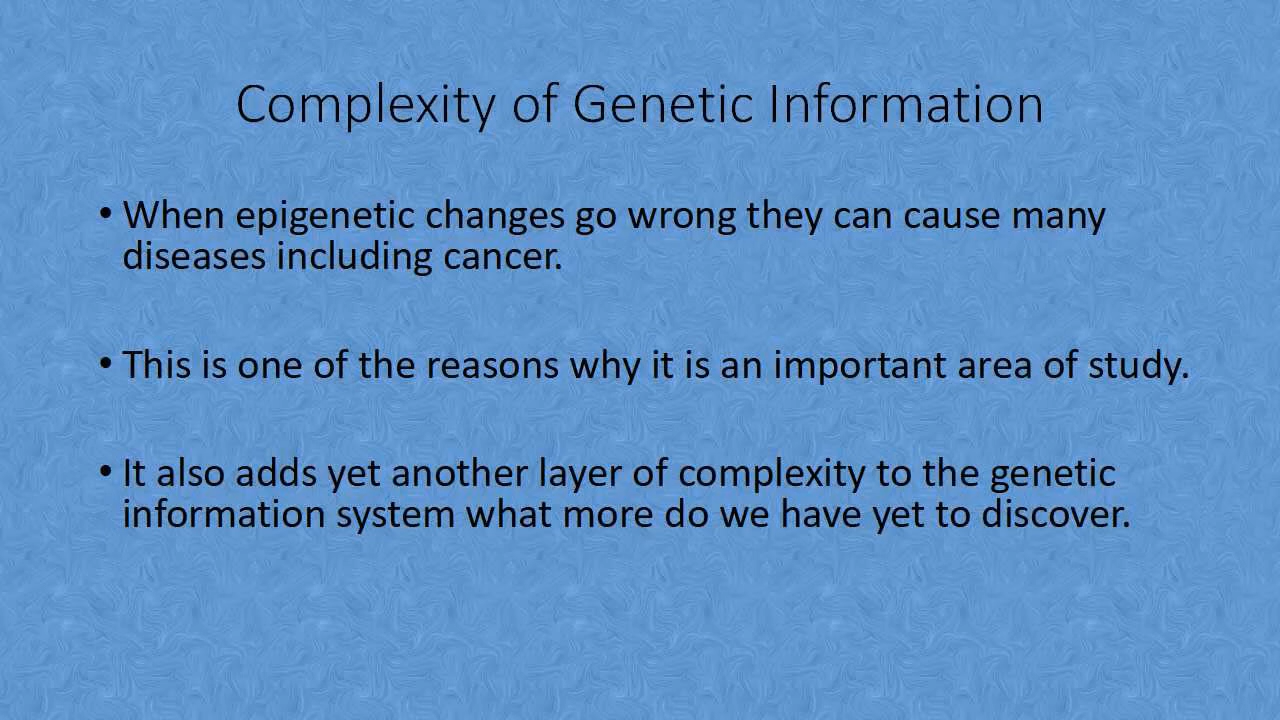 Complexity of Genetic Information
• When epigenetic changes go wrong they can cause many
diseases including cancer.
• This is one of the reasons why it is an important area of study.
• It also adds yet another layer of complexity to the genetic
information system what more do we have yet to discover.